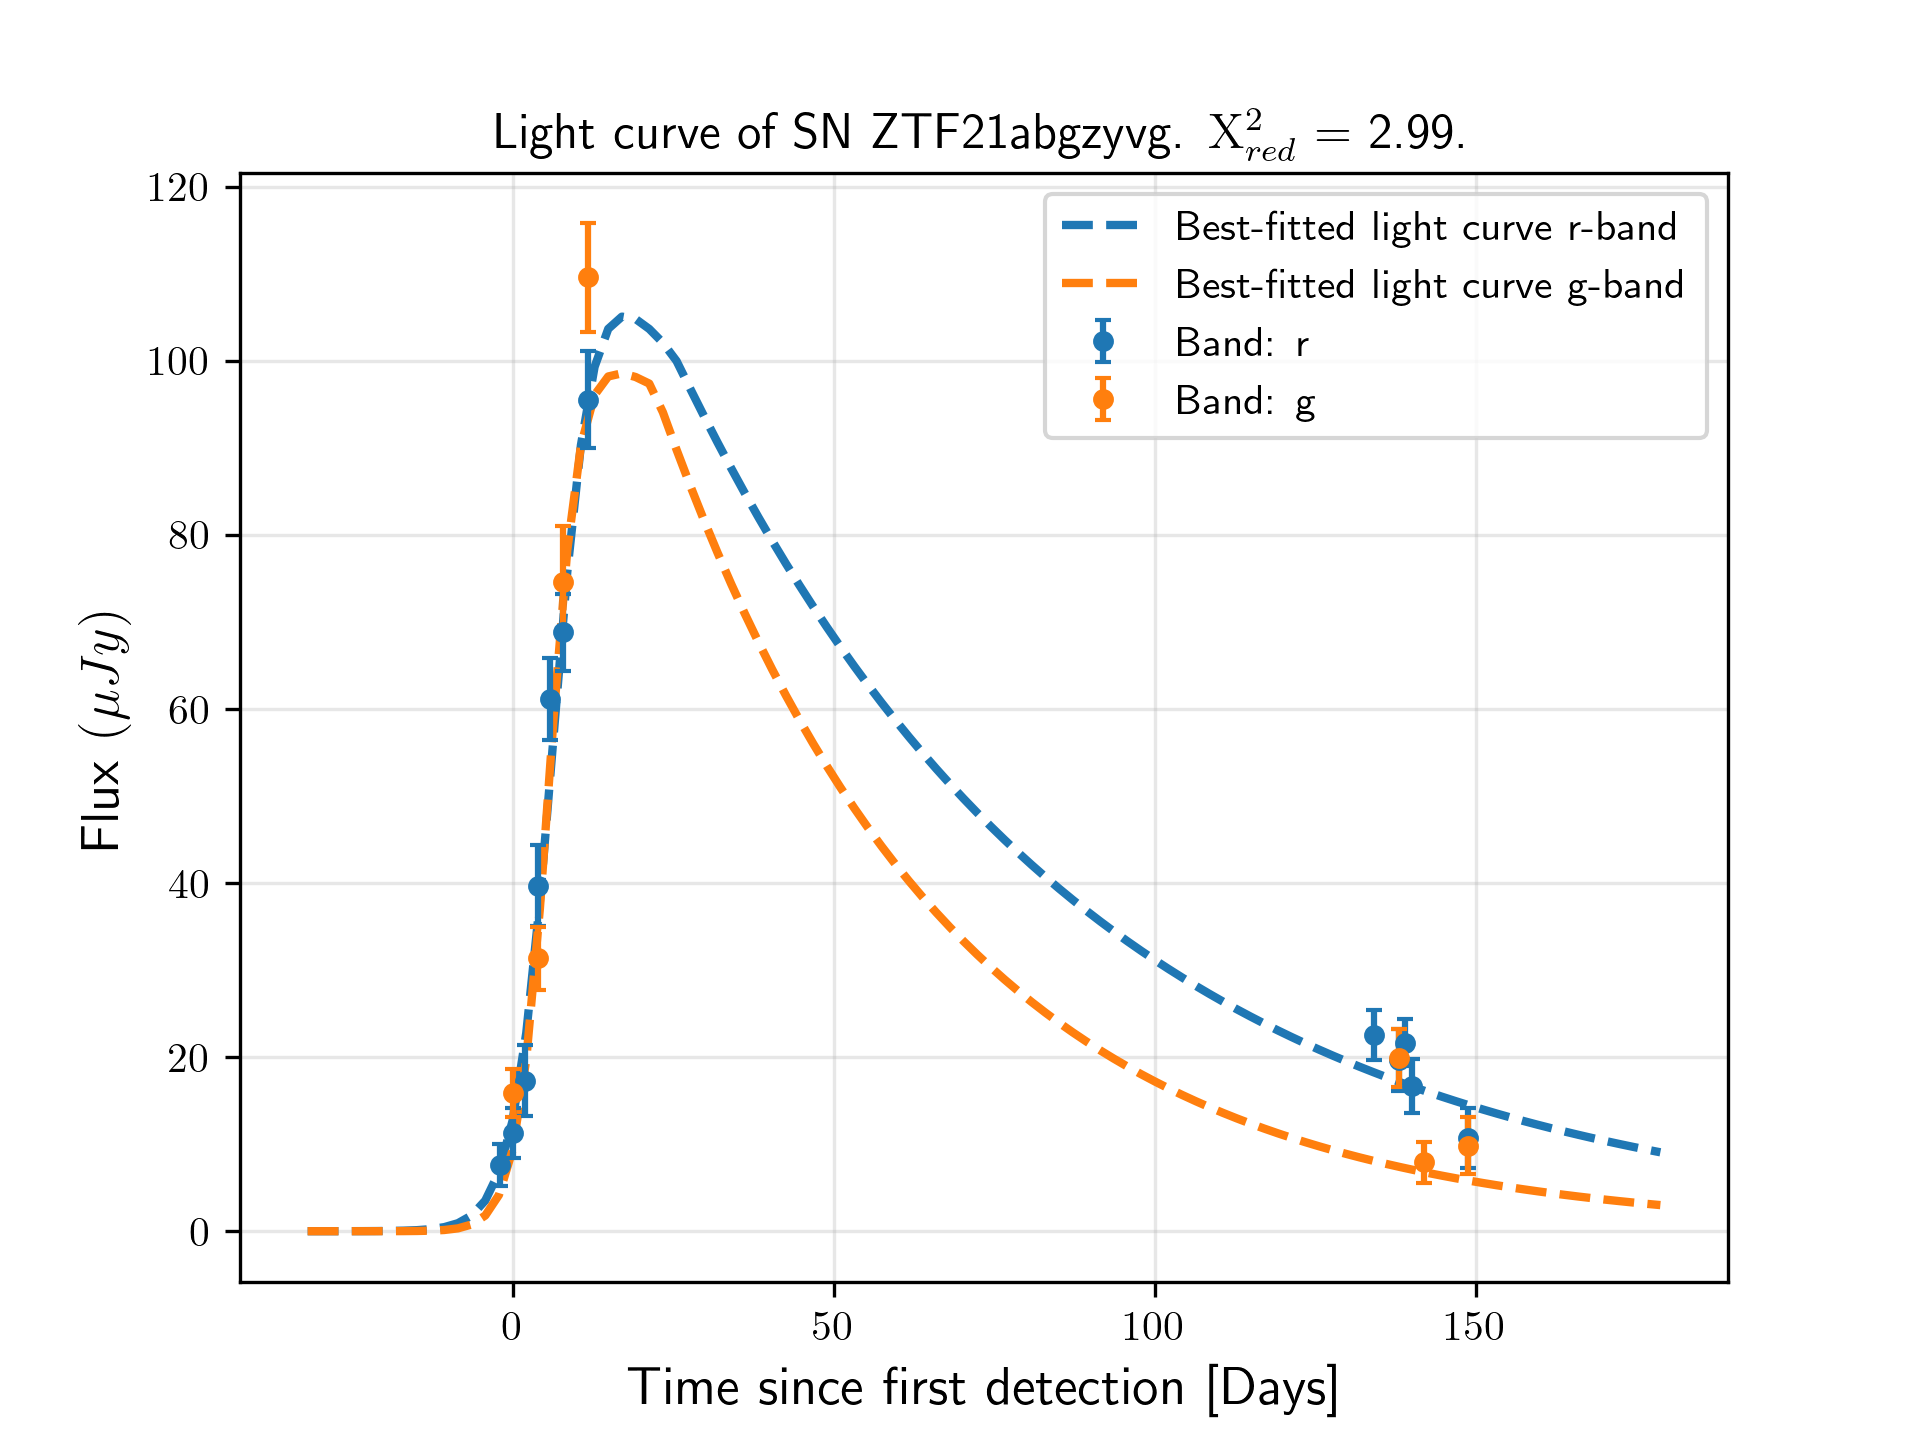 Light curve of SN ZTF21abgzyvg. X²_red = 2.99.
120
100
80
60
40
20
0
Flux (μJy)
Best-fitted light curve r-band
Best-fitted light curve g-band
Band: r
Band: g
0 50 100 150
Time since first detection [Days]